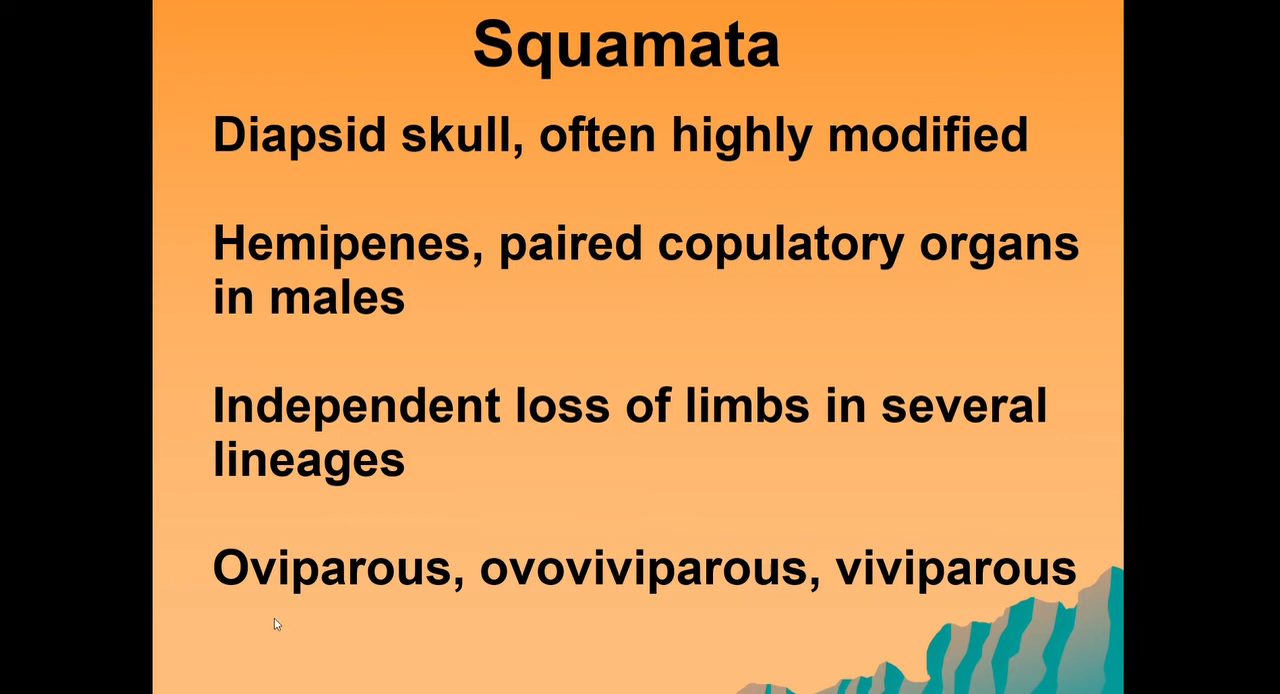 Squamata
Diapsid skull, often highly modified
Hemipenes, paired copulatory organs
in males
Independent loss of limbs in several
lineages
Oviparous, ovoviviparous, viviparous